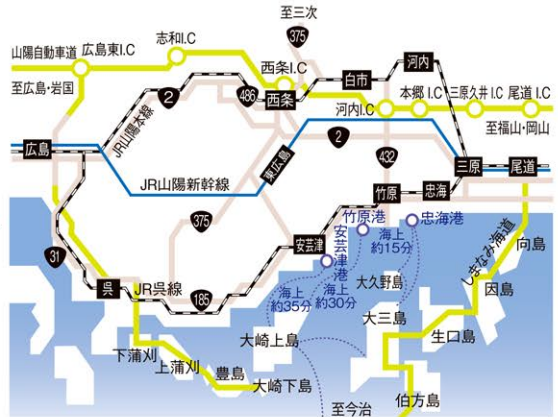 至三次
375
志和I.C
山陽自動車道
広島東I.C
西条I.C
河内
白市
至広島・岩国
486
西条
2
河内I.C
本郷I.C
三原久井I.C
尾道I.C
JR山陽本線
至福山・岡山
2
広島
東広島
432
三原
尾道
JR山陽新幹線
竹原
忠海
375
竹原港
忠海港
安芸津
安芸津港
海上
約15分
しまなみ海道
向島
31
大久野島
因島
呉
JR呉線
海上
約30分
185
海上
約35分
大三島
生口島
大崎上島
下蒲刈
上蒲刈
豊島
大崎下島
至今治
伯方島